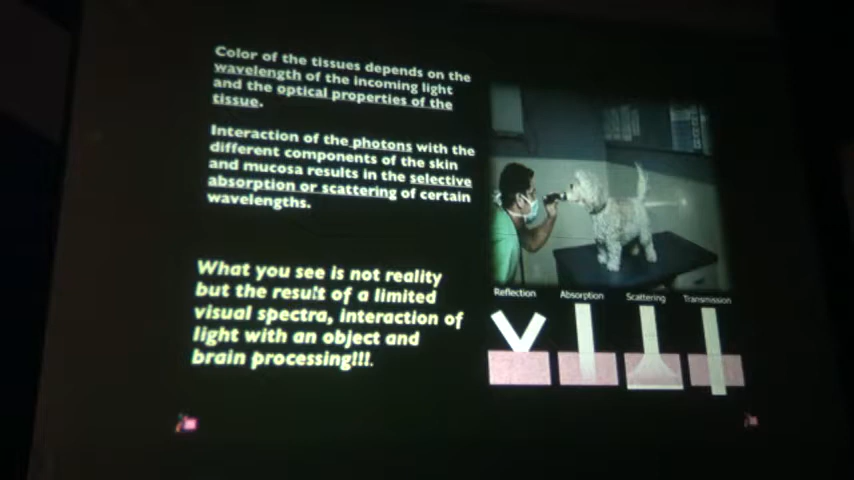 Color of the tissues depends on the
wavelength of the incoming light
and the optical properties of the
tissue.
Interaction of the photons with the
different components of the skin
and mucosa results in the selective
absorption or scattering of certain
wavelengths.
What you see is not reality
but the result of a limited
visual spectra, interaction of
light with an object and
brain processing!!!.
Reflection Absorption Scattering Transmission